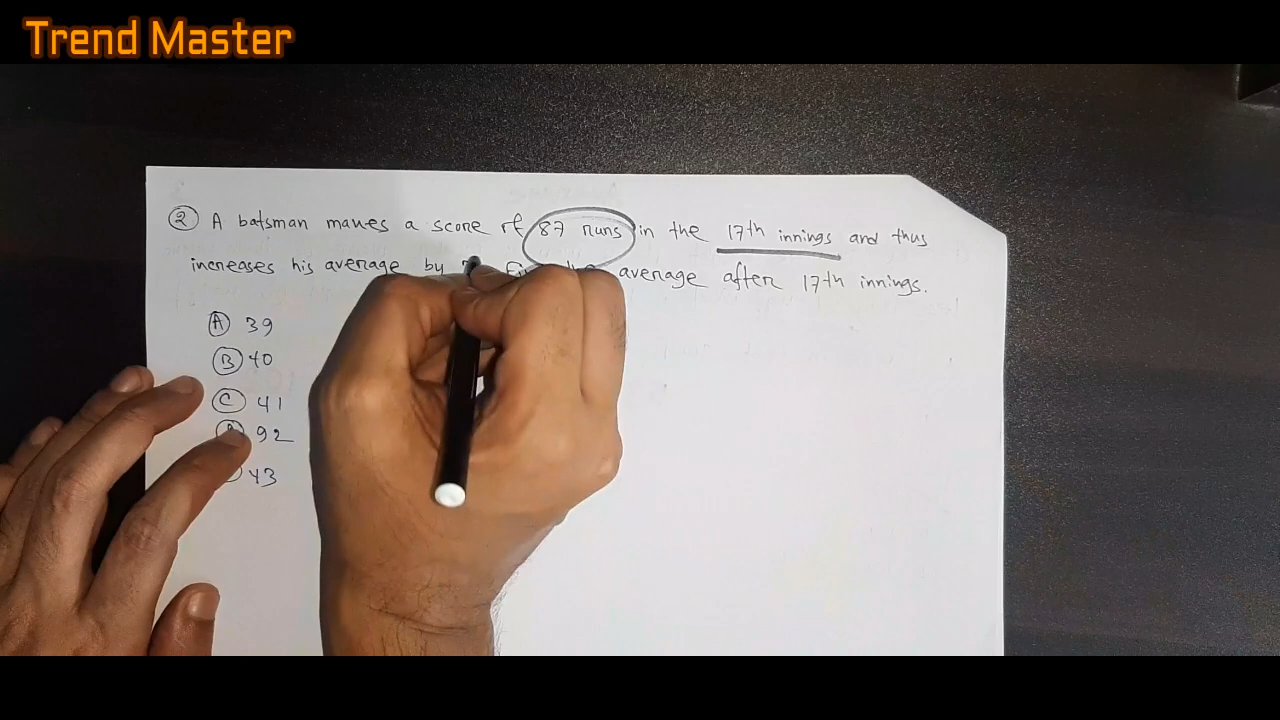 Trend Master
② A batsman makes a score of 87 runs in the 17th innings and thus
increases his average by the average after 17th innings.
Ⓐ 39
Ⓑ 40
Ⓒ 41
92
43